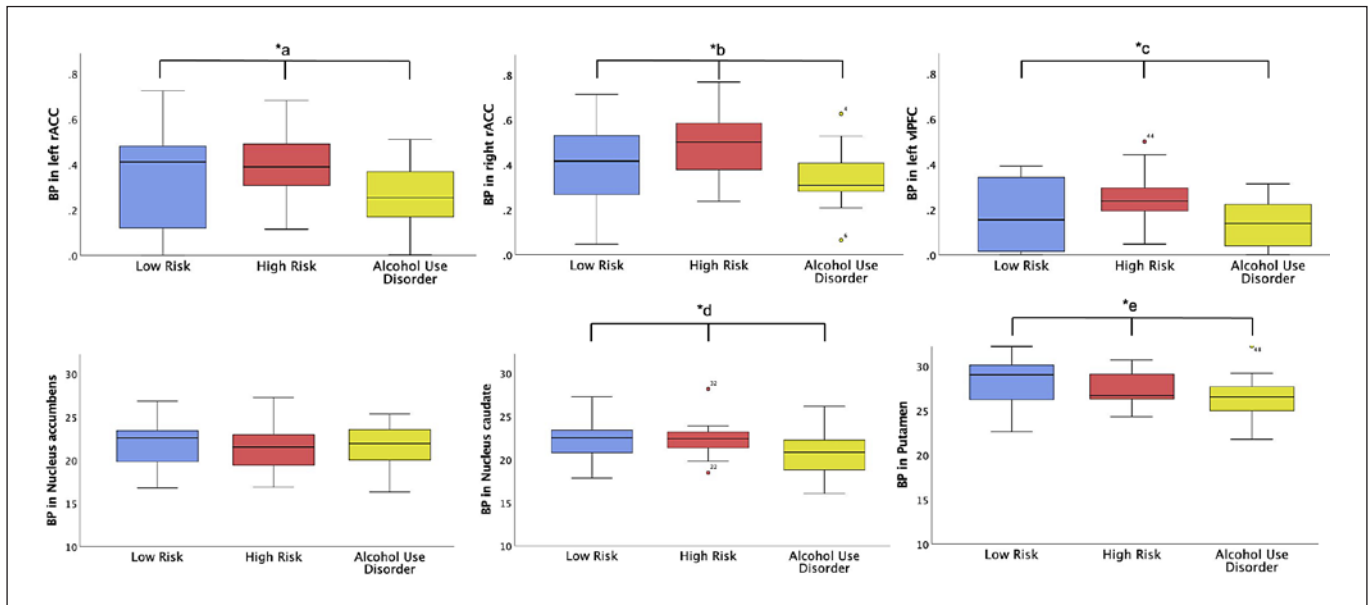 *a
BP in left rACC
.8
.6
.4
.2
.0
Low Risk
High Risk
Alcohol Use
Disorder
*b
BP in right rACC
.8
.6
.4
.2
.0
4
6
Low Risk
High Risk
Alcohol Use
Disorder
*c
BP in left vlPFC
.8
.6
.4
.2
.0
44
Low Risk
High Risk
Alcohol Use
Disorder
BP in Nucleus accumbens
30
25
20
15
10
Low Risk
High Risk
Alcohol Use
Disorder
*d
BP in Nucleus caudate
30
25
20
15
10
32
22
Low Risk
High Risk
Alcohol Use
Disorder
*e
BP in Putamen
30
25
20
15
10
44
Low Risk
High Risk
Alcohol Use
Disorder